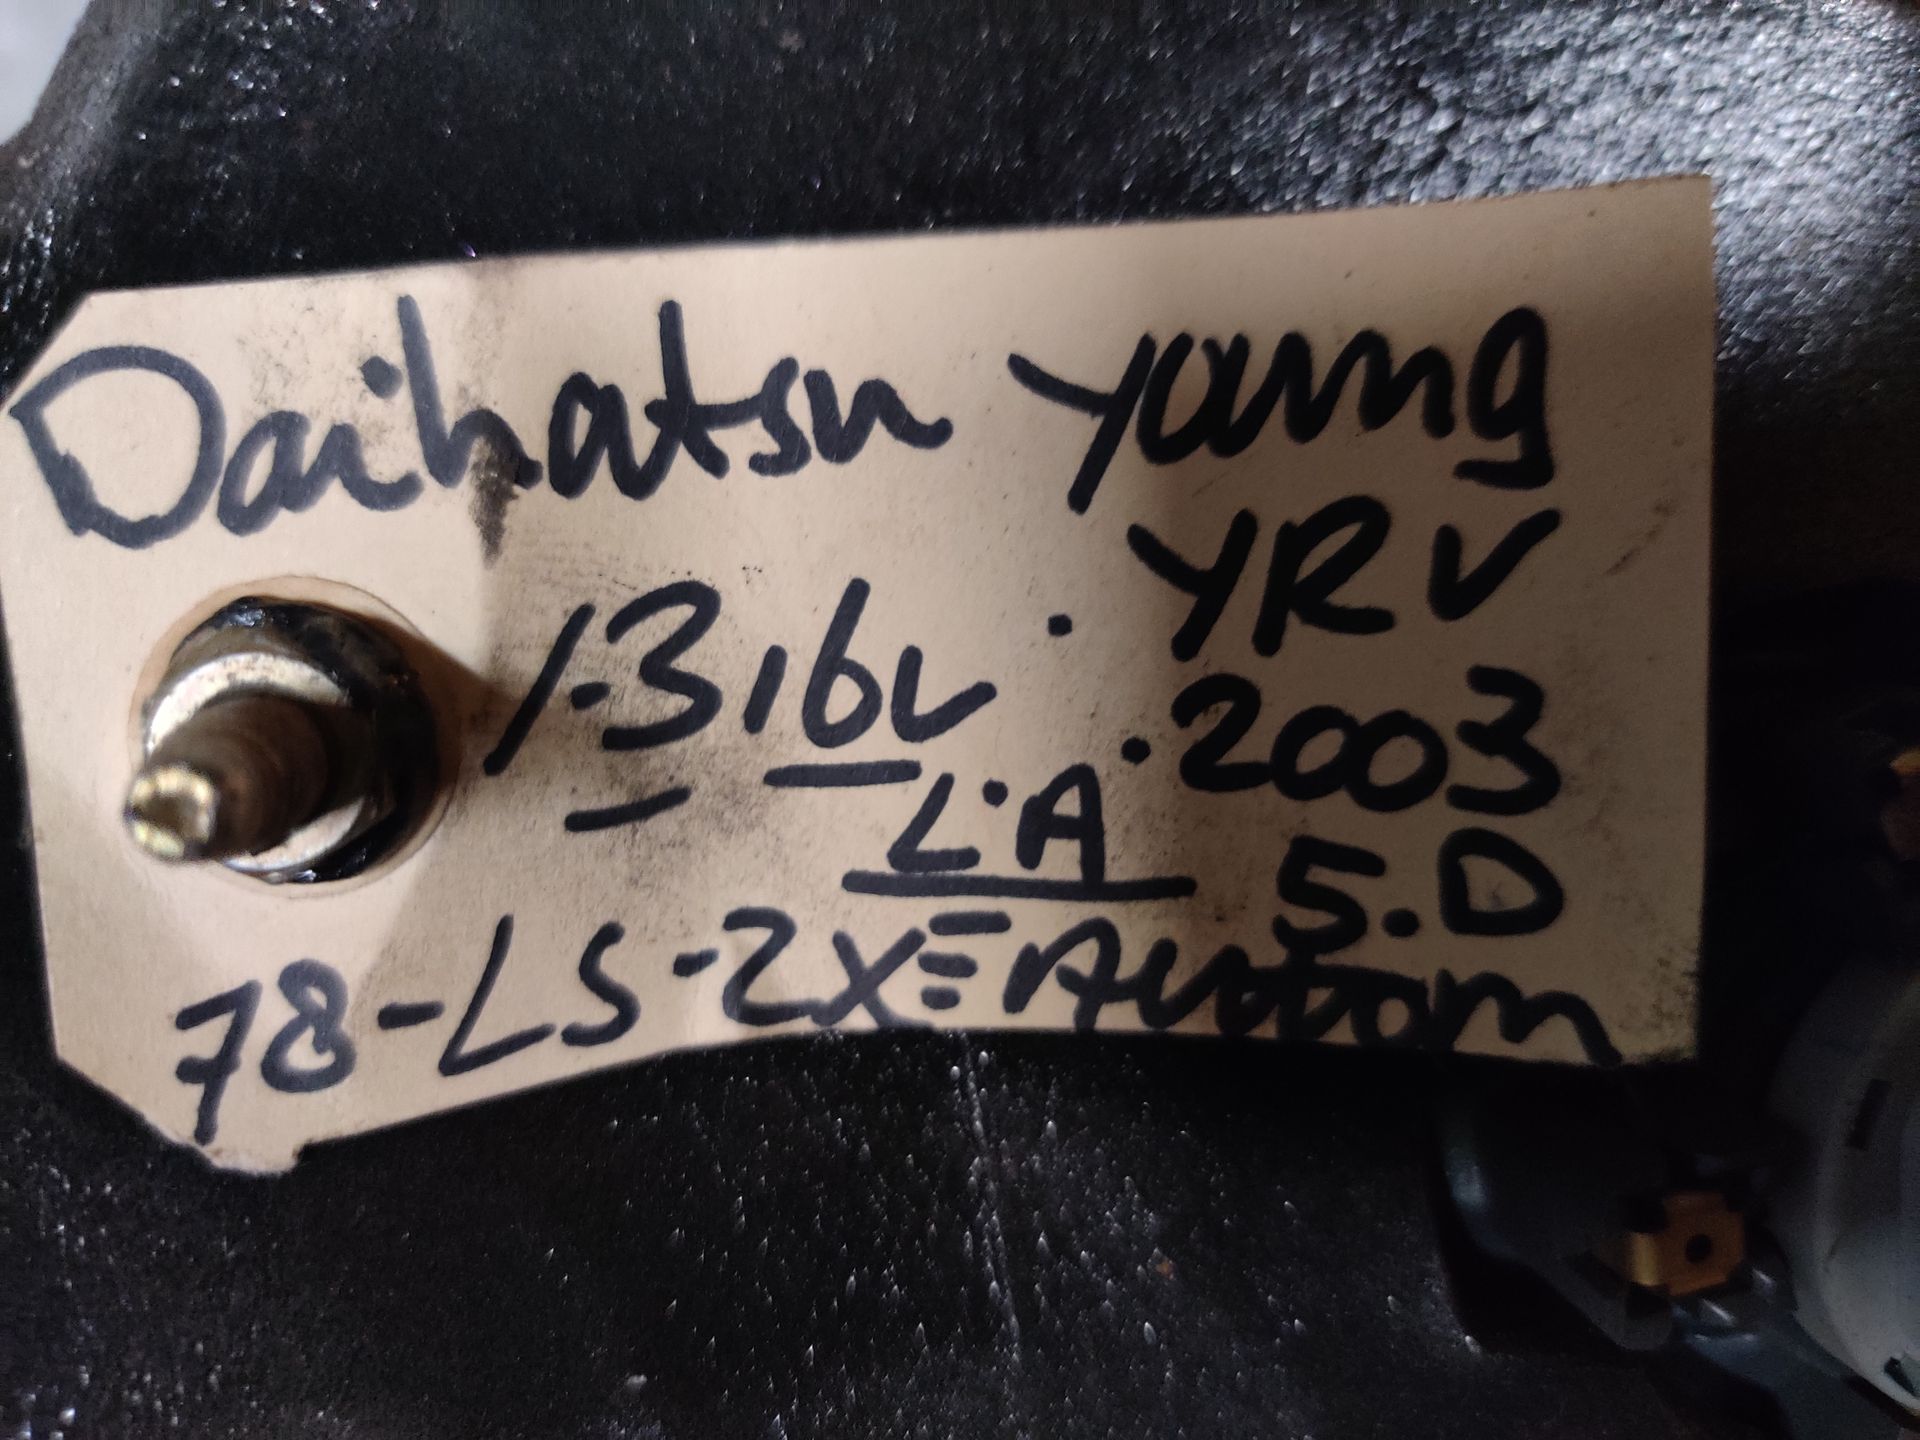 Daihatsu young
YRV
1.3 16v . . 2003
L.A 5.D
78-LS-ZX = Autom